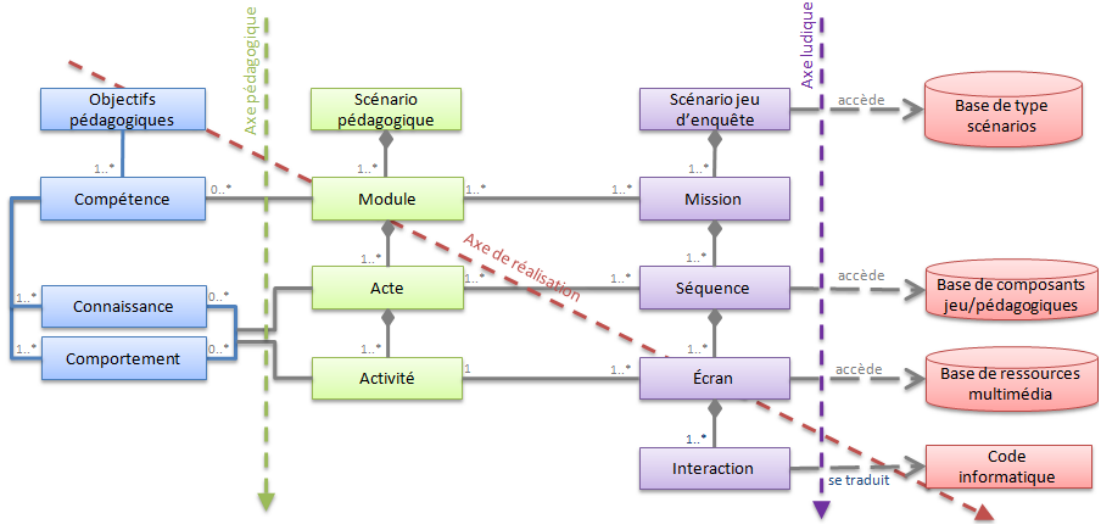 Axe pédagogique
Axe ludique
Objectifs
pédagogiques
Scénario
pédagogique
Scénario jeu
d'enquête
accède
Base de type
scénarios
1..*
1..*
1..*
Compétence
0..*
Module
1..*
1..*
Mission
Axe de réalisation
1..*
1..*
1..*
Connaissance
0..*
Acte
1..*
1..*
Séquence
accède
Base de composants
jeu/pédagogiques
1..*
Comportement
0..*
1..*
1..*
Activité
1
1..*
Écran
accède
Base de ressources
multimédia
1..*
Interaction
se traduit
Code
informatique